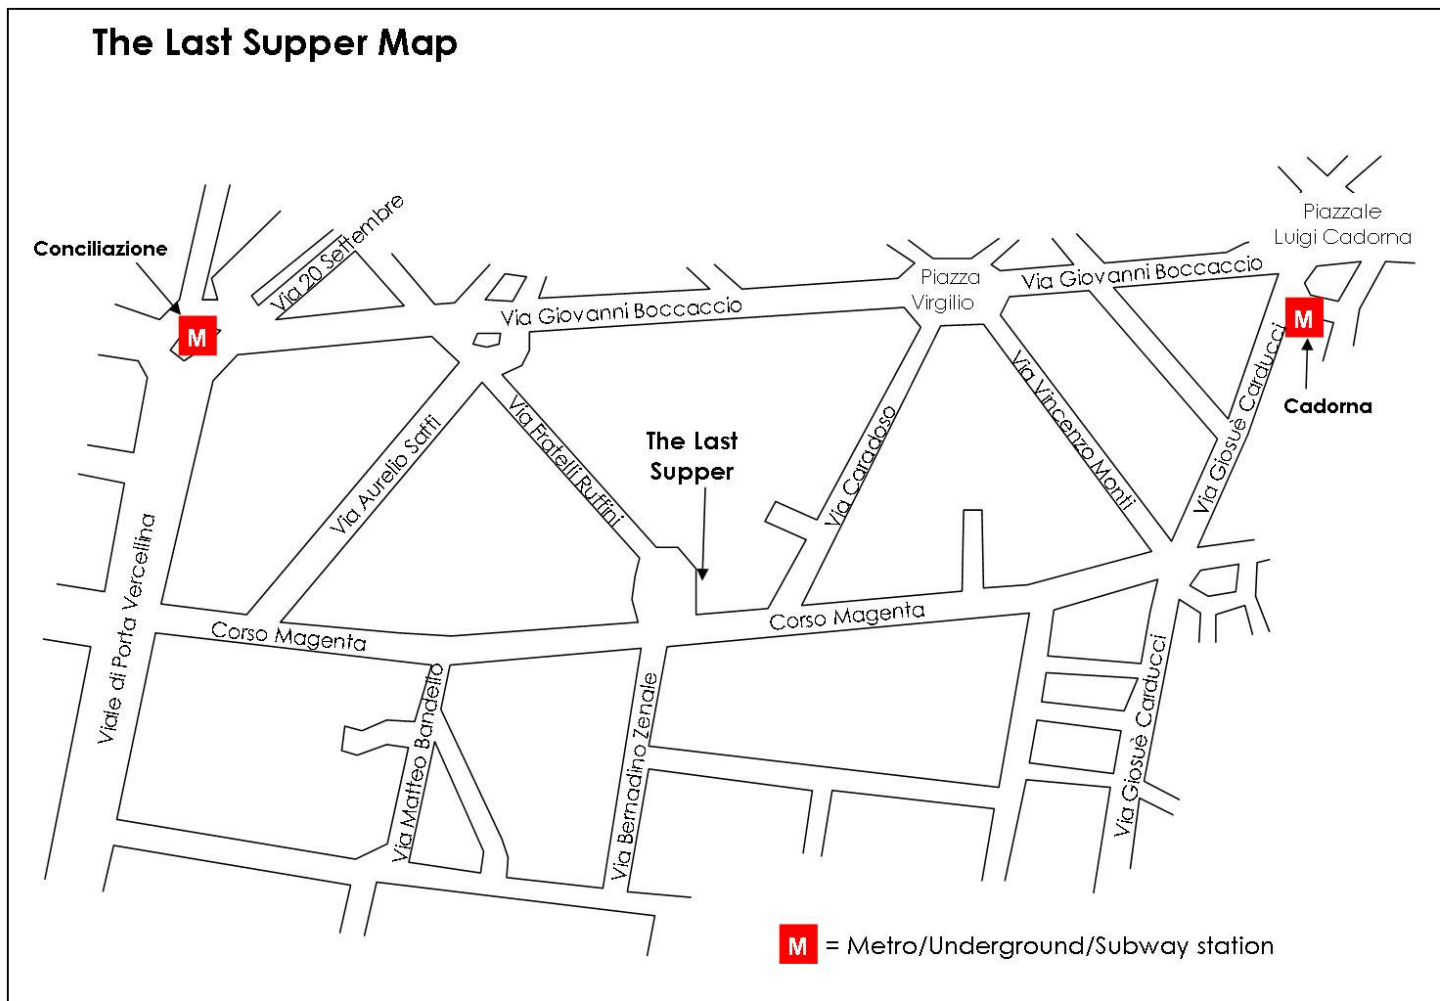 The Last Supper Map
Conciliazione
M
Via 20 Settembre
Via Giovanni Boccaccio
Piazza
Virgilio
Via Giovanni Boccaccio
Piazzale
Luigi Cadorna
M
Cadorna
Via Giosuè Carducci
Via Vincenzo Monti
Via Caradoso
The Last
Supper
Via Fratelli Ruffini
Via Aurelio Saffi
Viale di Porta Vercellina
Corso Magenta
Corso Magenta
Via Matteo Bandello
Via Bernadino Zenale
Via Giosuè Carducci
M = Metro/Underground/Subway station